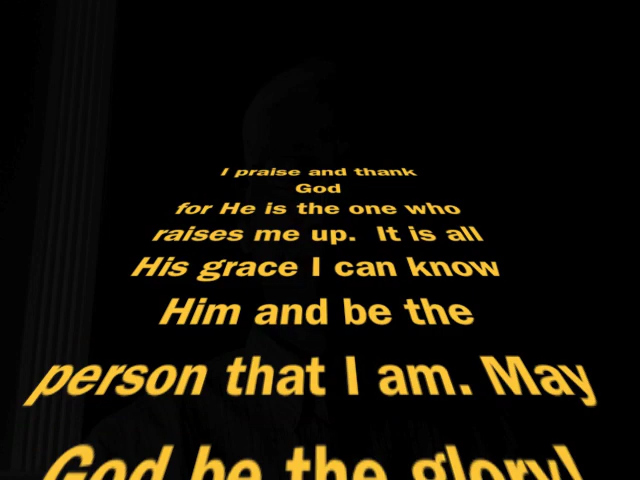 I praise and thank
God
for He is the one who
raises me up.  It is all
His grace I can know
Him and be the
person that I am. May
God be the glory!